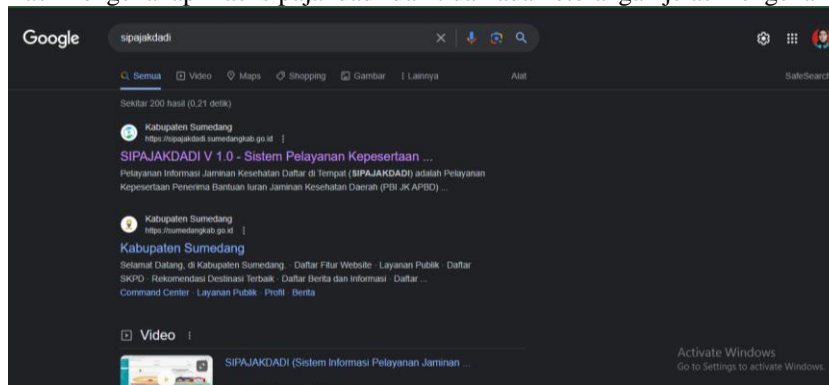 Google
sipajakdadi
Semua Video Maps Shopping Gambar Lainnya Alat
SafeSearch
Sekitar 200 hasil (0,21 detik)
Kabupaten Sumedang
https://sipajakdadi.sumedangkab.go.id
SIPAJAKDADI V 1.0 - Sistem Pelayanan Kepesertaan ...
Pelayanan Informasi Jaminan Kesehatan Daftar di Tempat (SIPAJAKDADI) adalah Pelayanan
Kepesertaan Penerima Bantuan Iuran Jaminan Kesehatan Daerah (PBI JK APBD) ...
Kabupaten Sumedang
https://sumedangkab.go.id
Kabupaten Sumedang
Selamat Datang, di Kabupaten Sumedang. · Daftar Fitur Website · Layanan Publik · Daftar
SKPD · Rekomendasi Destinasi Terbaik · Daftar Berita dan Informasi · Daftar ...
Command Center · Layanan Publik · Profil · Berita
Video
SIPAJAKDADI (Sistem Informasi Pelayanan Jaminan ...
Activate Windows
Go to Settings to activate Windows.